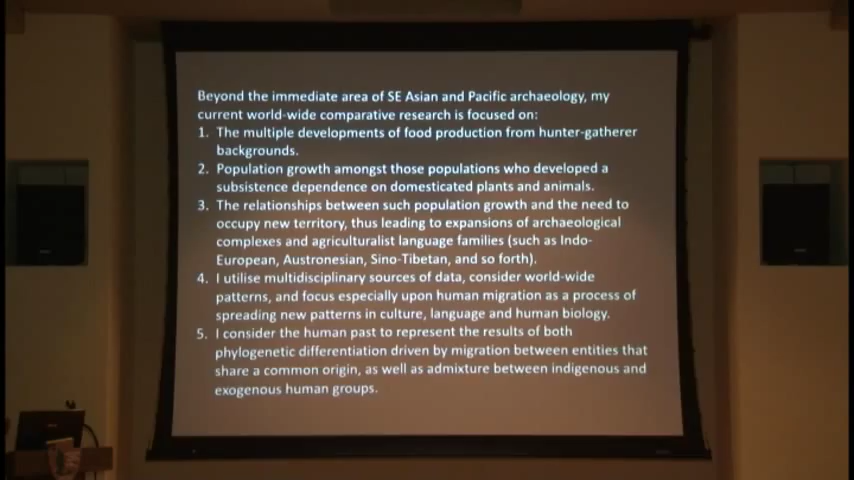 Beyond the immediate area of SE Asian and Pacific archaeology, my
current world-wide comparative research is focused on:
1. The multiple developments of food production from hunter-gatherer
backgrounds.
2. Population growth amongst those populations who developed a
subsistence dependence on domesticated plants and animals.
3. The relationships between such population growth and the need to
occupy new territory, thus leading to expansions of archaeological
complexes and agriculturalist language families (such as Indo-
European, Austronesian, Sino-Tibetan, and so forth).
4. I utilise multidisciplinary sources of data, consider world-wide
patterns, and focus especially upon human migration as a process of
spreading new patterns in culture, language and human biology.
5. I consider the human past to represent the results of both
phylogenetic differentiation driven by migration between entities that
share a common origin, as well as admixture between indigenous and
exogenous human groups.